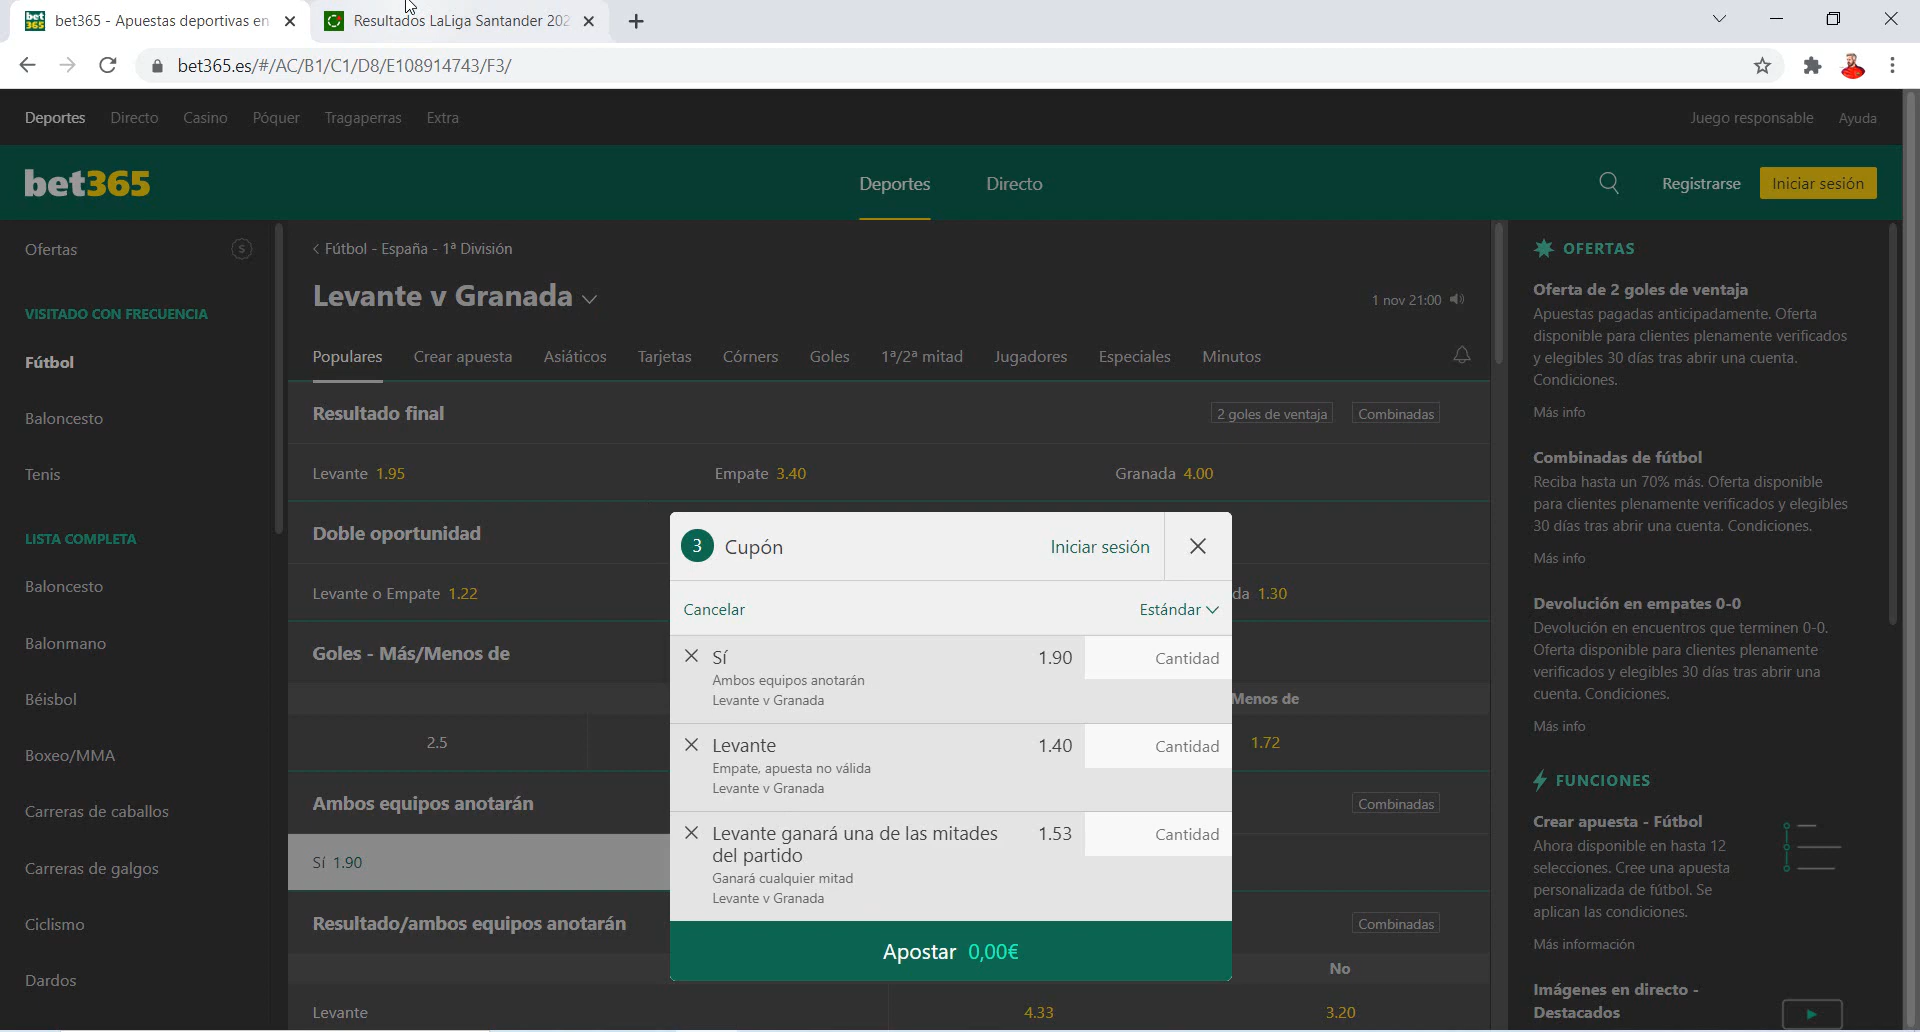 bet365 - Apuestas deportivas en
Resultados LaLiga Santander 202
bet365.es/#/AC/B1/C1/D8/E108914743/F3/
Deportes Directo Casino Póquer Tragaperras Extra
Juego responsable Ayuda
bet365
Deportes Directo
Registrarse Iniciar sesión
Ofertas
VISITADO CON FRECUENCIA
Fútbol
Baloncesto
Tenis
LISTA COMPLETA
Baloncesto
Balonmano
Béisbol
Boxeo/MMA
Carreras de caballos
Carreras de galgos
Ciclismo
Dardos
Fútbol - España - 1ª División
Levante v Granada
1 nov 21:00
Populares Crear apuesta Asiáticos Tarjetas Córners Goles 1ª/2ª mitad Jugadores Especiales Minutos
Resultado final
2 goles de ventaja Combinadas
Levante 1.95 Empate 3.40 Granada 4.00
Doble oportunidad
Levante o Empate 1.22
da 1.30
Goles - Más/Menos de
Menos de
2.5
1.72
Ambos equipos anotarán
Combinadas
Sí 1.90
Resultado/ambos equipos anotarán
Combinadas
No
Levante 4.33 3.20
3 Cupón Iniciar sesión
Cancelar Estándar
Sí 1.90 Cantidad
Ambos equipos anotarán
Levante v Granada
Levante 1.40 Cantidad
Empate, apuesta no válida
Levante v Granada
Levante ganará una de las mitades 1.53 Cantidad
del partido
Ganará cualquier mitad
Levante v Granada
Apostar 0,00€
OFERTAS
Oferta de 2 goles de ventaja
Apuestas pagadas anticipadamente. Oferta
disponible para clientes plenamente verificados
y elegibles 30 días tras abrir una cuenta.
Condiciones.
Más info
Combinadas de fútbol
Reciba hasta un 70% más. Oferta disponible
para clientes plenamente verificados y elegibles
30 días tras abrir una cuenta. Condiciones.
Más info
Devolución en empates 0-0
Devolución en encuentros que terminen 0-0.
Oferta disponible para clientes plenamente
verificados y elegibles 30 días tras abrir una
cuenta. Condiciones.
Más info
FUNCIONES
Crear apuesta - Fútbol
Ahora disponible en hasta 12
selecciones. Cree una apuesta
personalizada de fútbol. Se
aplican las condiciones.
Más información
Imágenes en directo -
Destacados